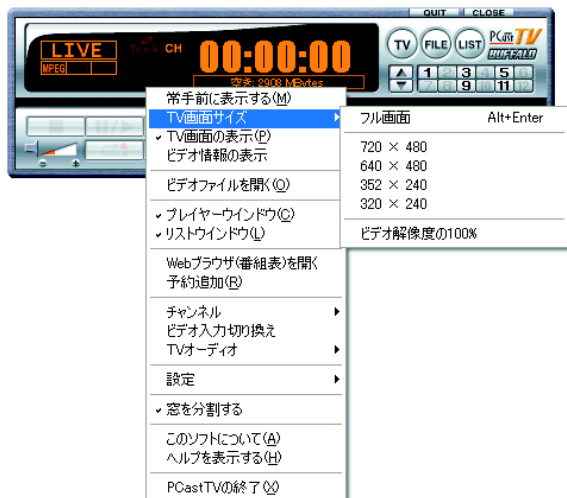 QUIT CLOSE
LIVE
MPEG
Track CH
00:00:00
空き: 2908 MBytes
TV FILE LIST PCast TV
BUFFALO
1 2 3 4 5 6
7 8 9 10 11 12
常手前に表示する(M)
TV画面サイズ
TV画面の表示(P)
ビデオ情報の表示
ビデオファイルを開く(O)
プレイヤーウインドウ(C)
リストウインドウ(L)
Webブラウザ(番組表)を開く
予約追加(R)
チャンネル
ビデオ入力切り換え
TVオーディオ
設定
窓を分割する
このソフトについて(A)
ヘルプを表示する(H)
PCastTVの終了(X)
フル画面 Alt+Enter
720 × 480
640 × 480
352 × 240
320 × 240
ビデオ解像度の100%